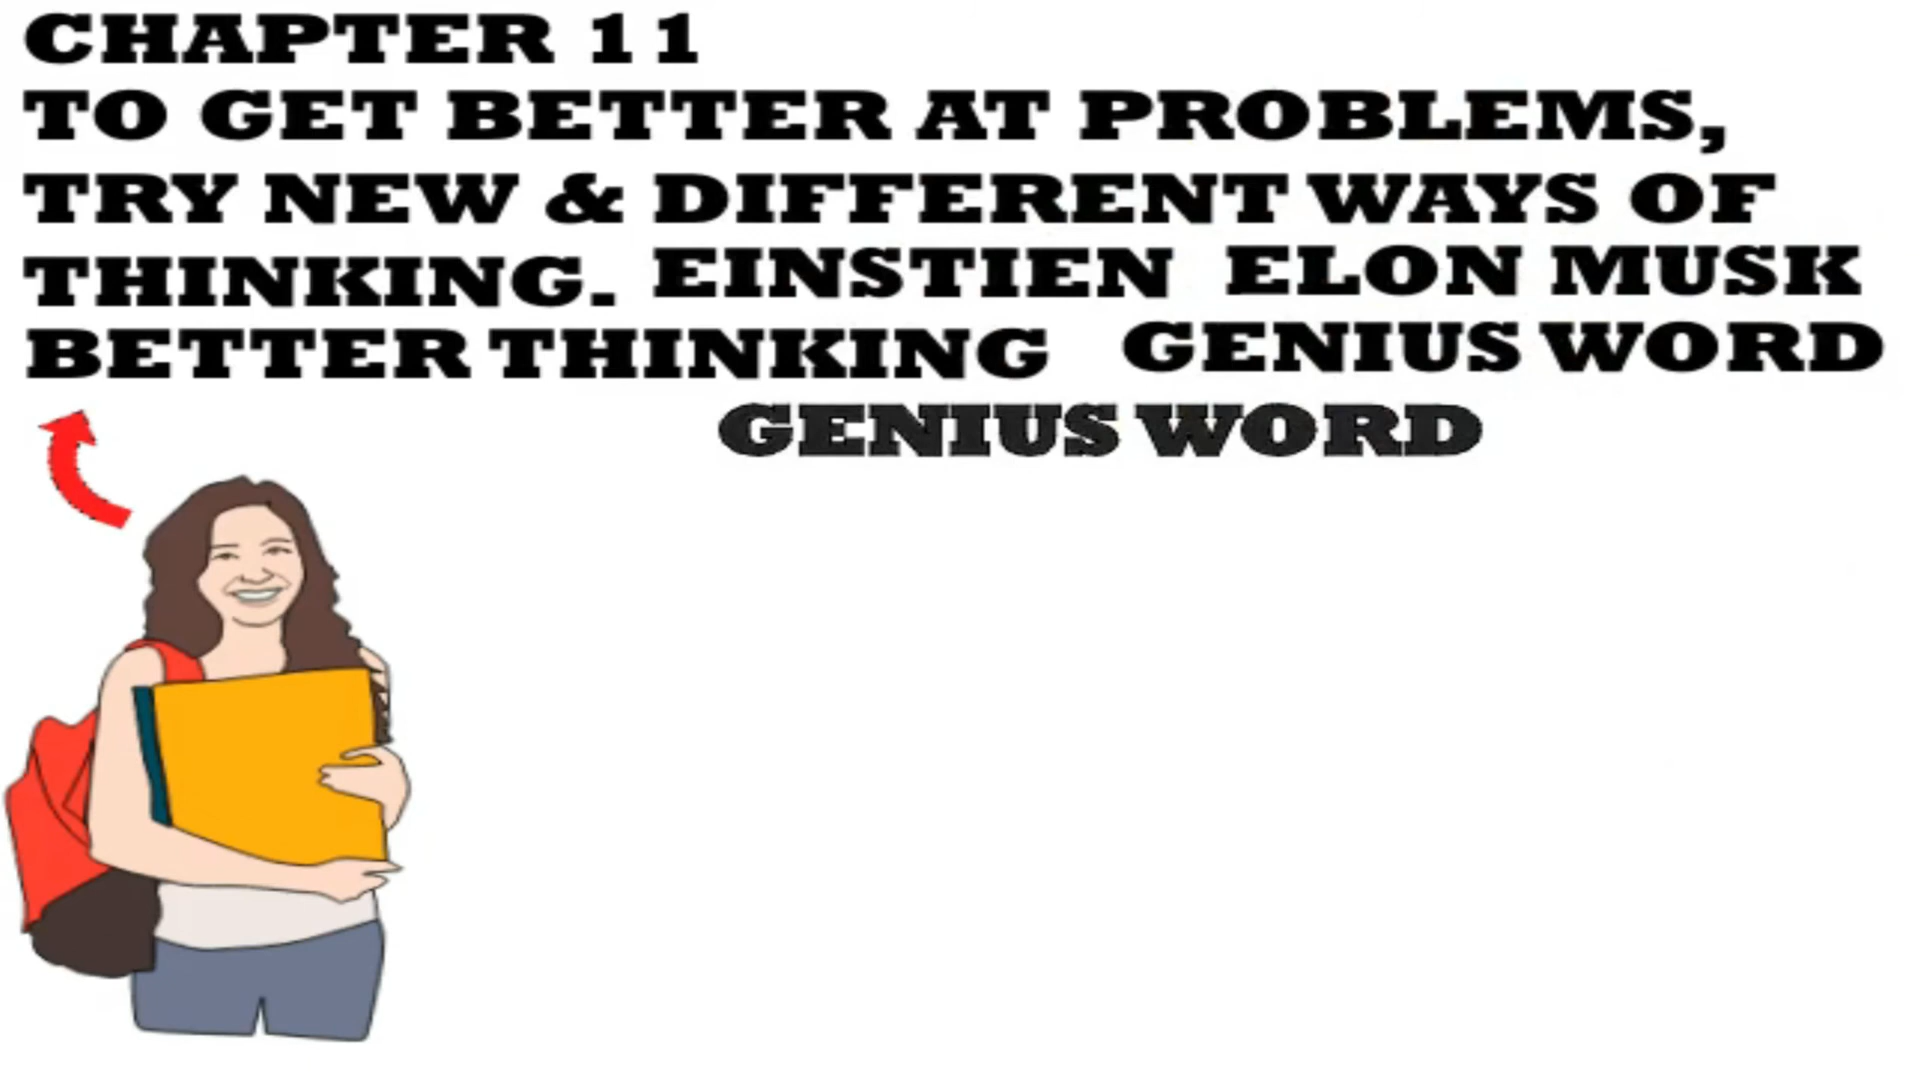 CHAPTER 11
TO GET BETTER AT PROBLEMS,
TRY NEW & DIFFERENT WAYS OF
THINKING. EINSTIEN ELON MUSK
BETTER THINKING GENIUS WORD
GENIUS WORD